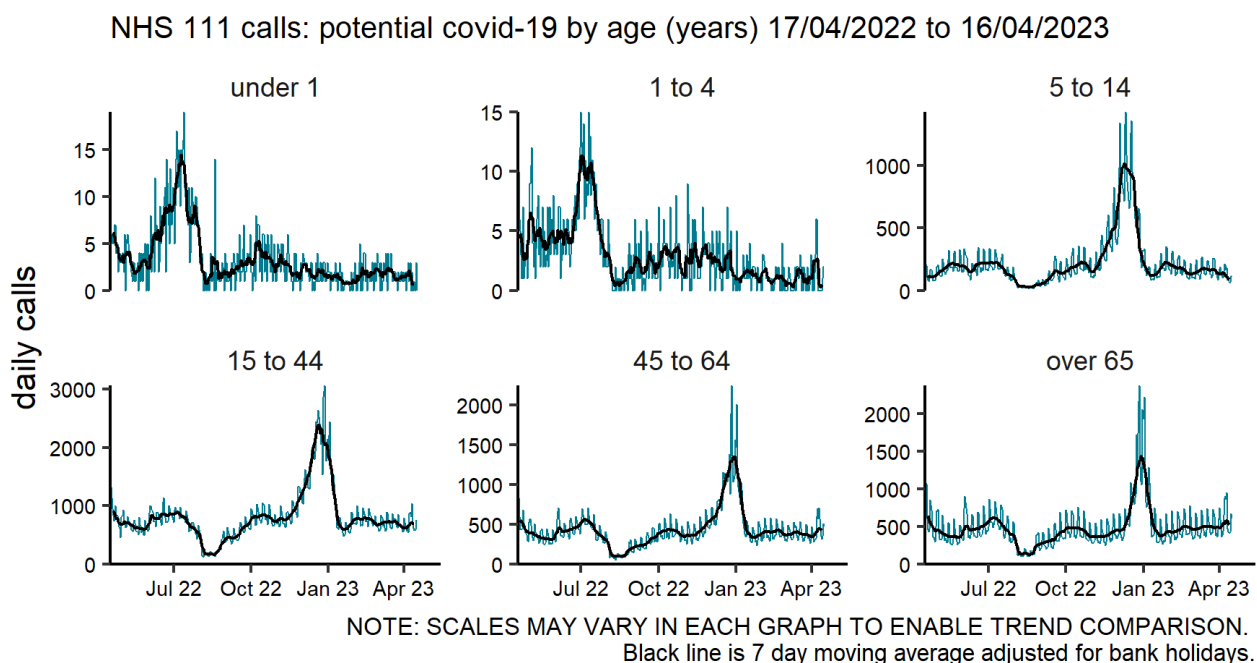 NHS 111 calls: potential covid-19 by age (years) 17/04/2022 to 16/04/2023
under 1
1 to 4
5 to 14
15
10
5
0
15
10
5
0
1000
500
0
daily calls
15 to 44
45 to 64
over 65
3000
2000
1000
0
2000
1500
1000
500
0
2000
1500
1000
500
0
Jul 22 Oct 22 Jan 23 Apr 23
Jul 22 Oct 22 Jan 23 Apr 23
Jul 22 Oct 22 Jan 23 Apr 23
NOTE: SCALES MAY VARY IN EACH GRAPH TO ENABLE TREND COMPARISON.
Black line is 7 day moving average adjusted for bank holidays.